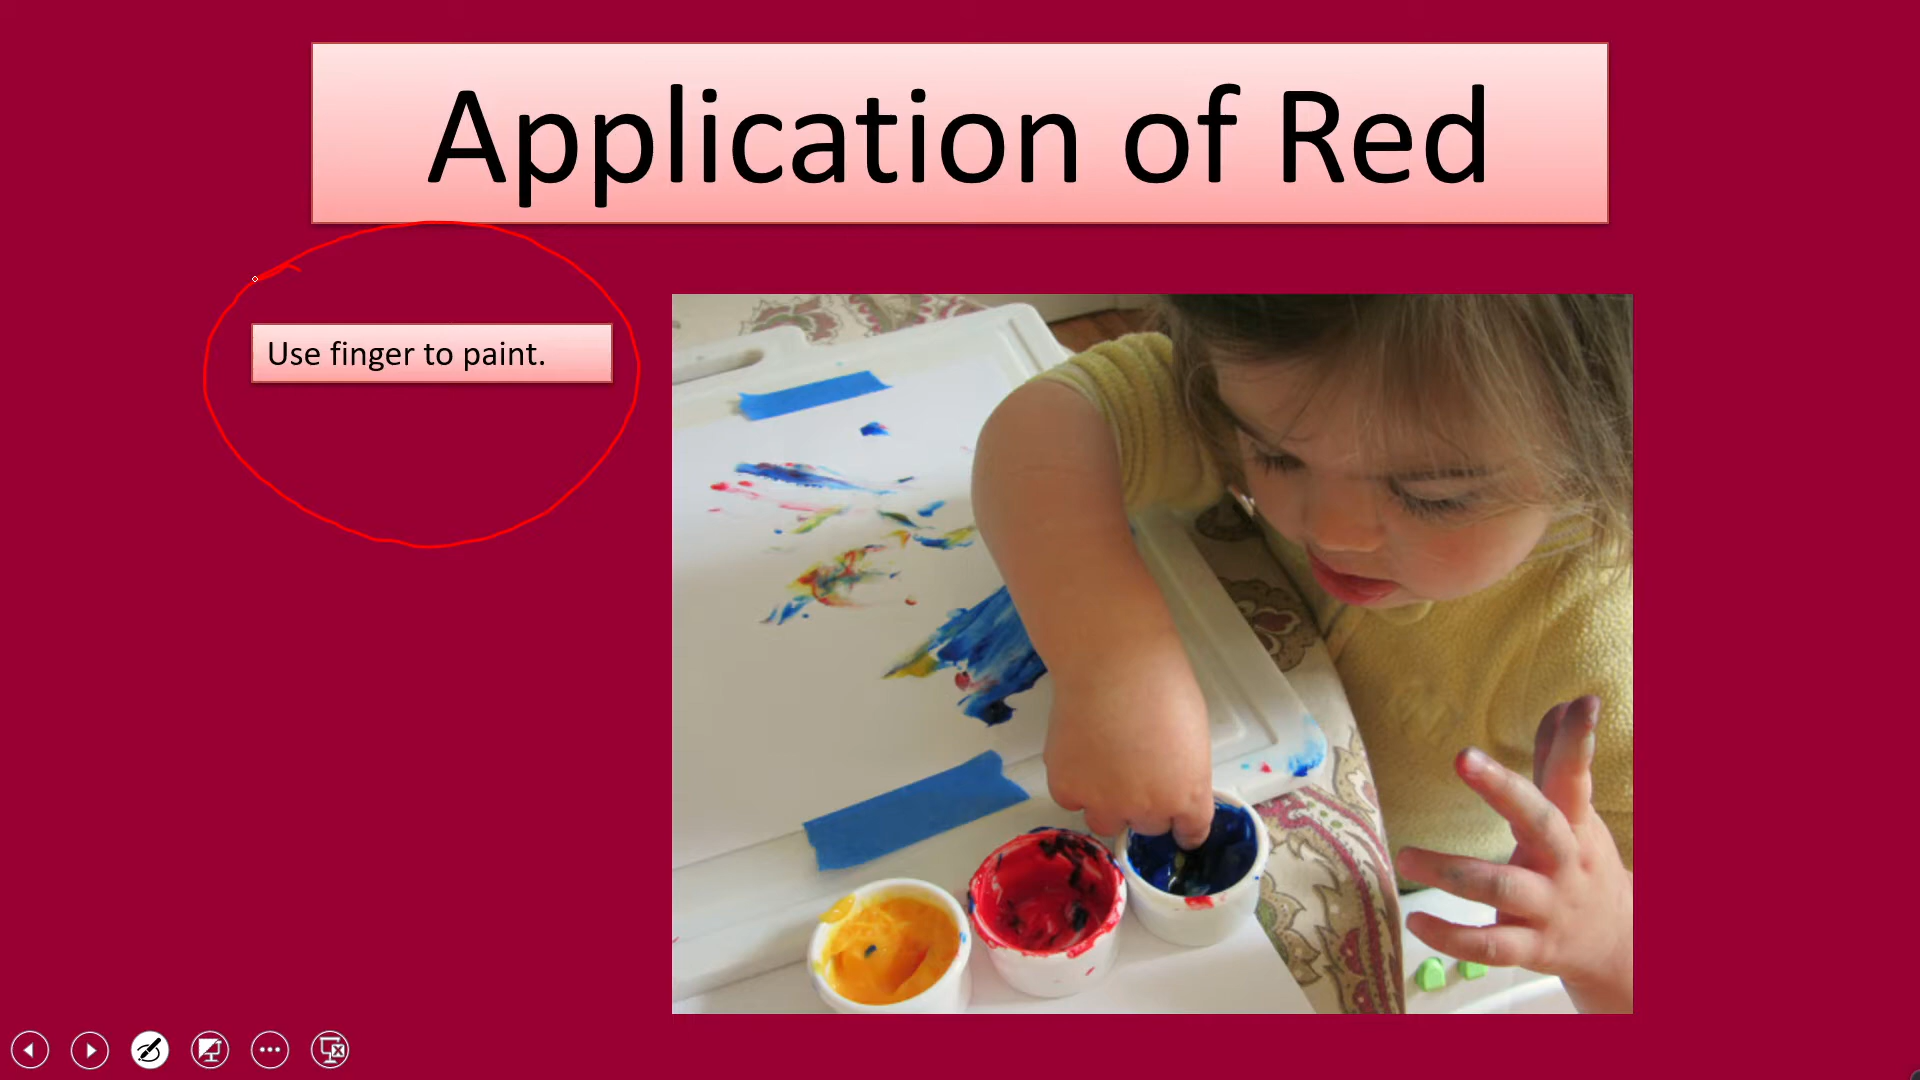 Application of Red
Use finger to paint.